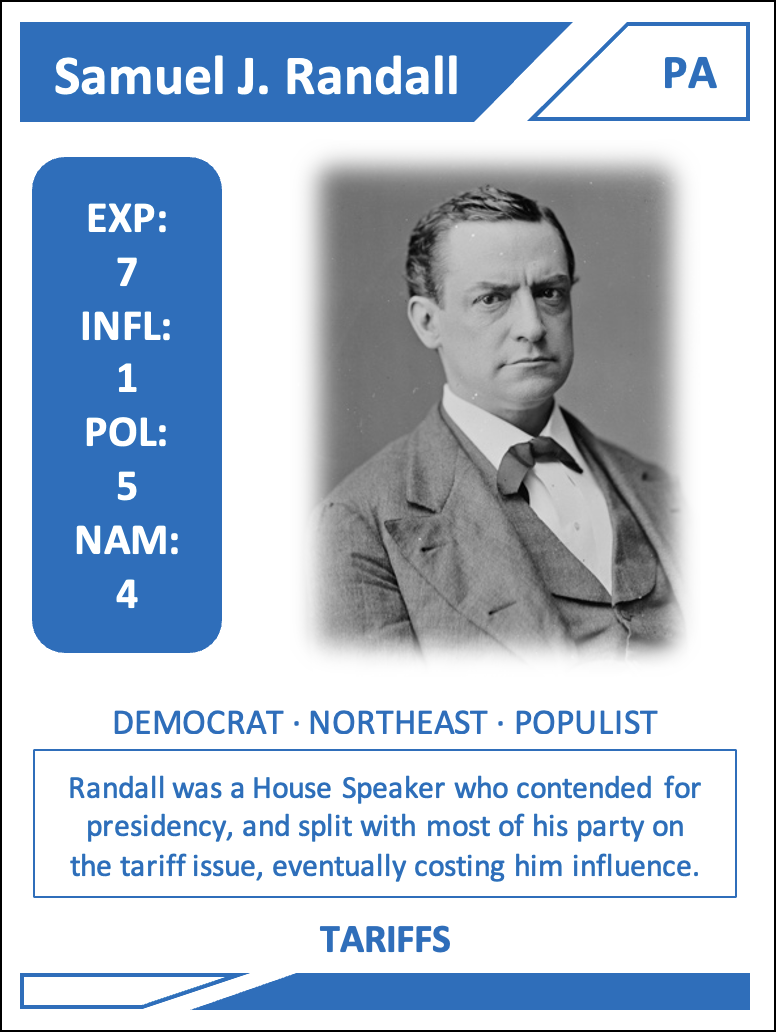 Samuel J. Randall
PA
EXP:
7
INFL:
1
POL:
5
NAM:
4
DEMOCRAT · NORTHEAST · POPULIST
Randall was a House Speaker who contended for
presidency, and split with most of his party on
the tariff issue, eventually costing him influence.
TARIFFS